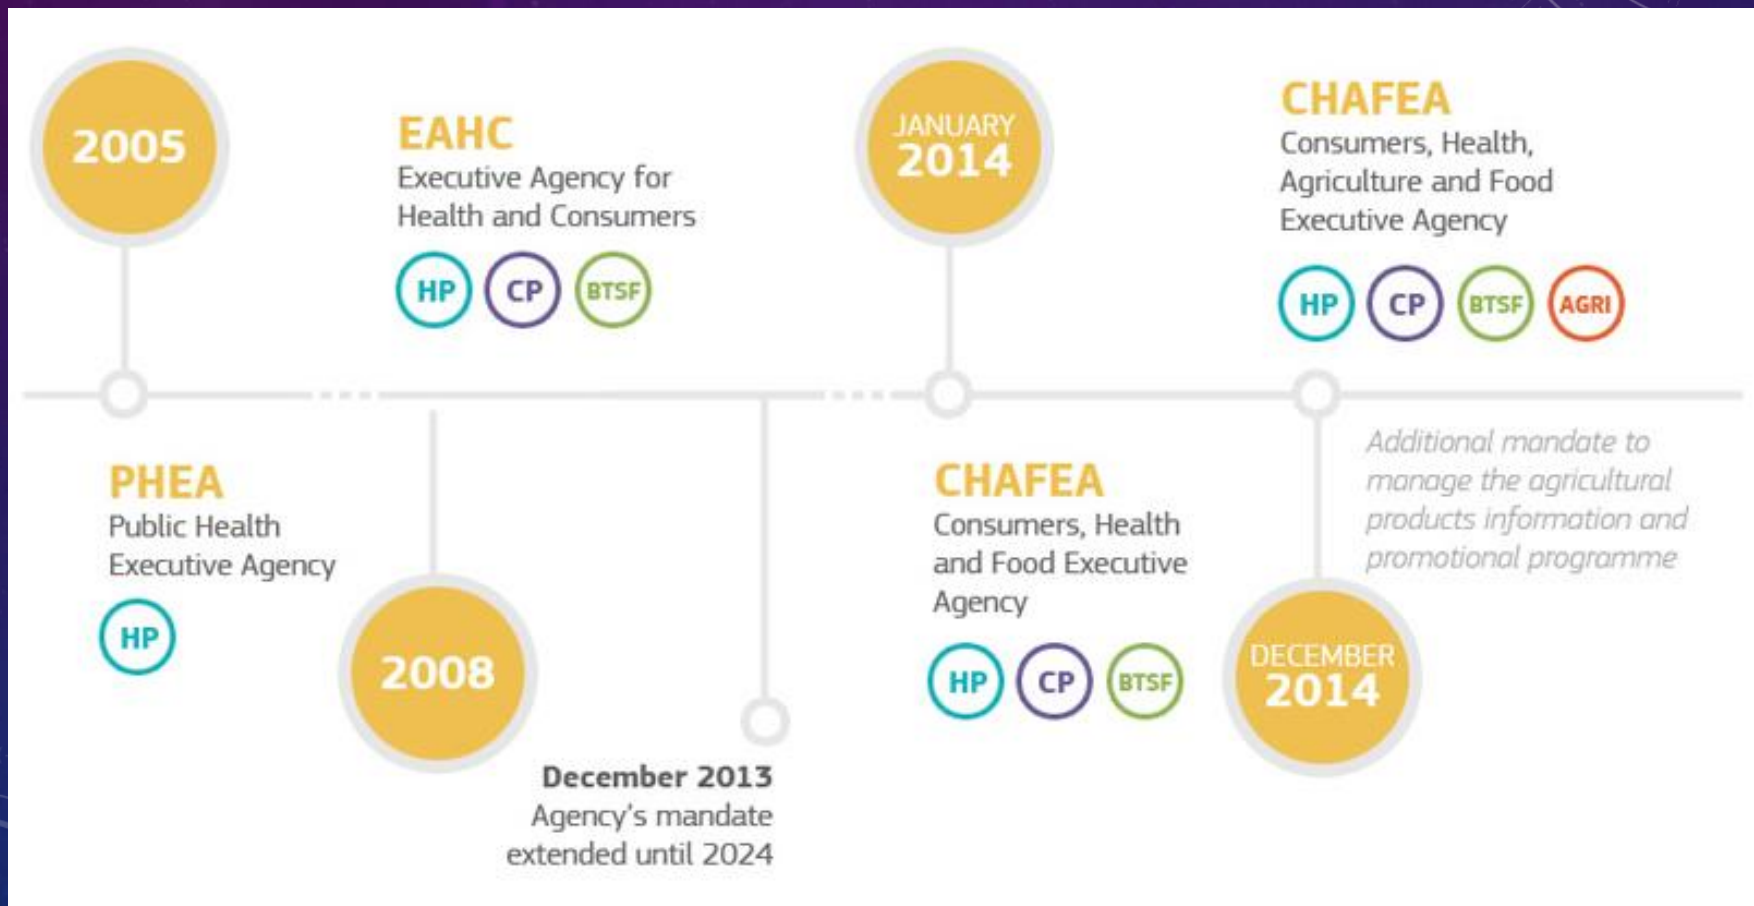 2005
PHEA
Public Health
Executive Agency
HP
EAHC
Executive Agency for
Health and Consumers
HP CP BTSF
2008
December 2013
Agency's mandate
extended until 2024
JANUARY
2014
CHAFEA
Consumers, Health
and Food Executive
Agency
HP CP BTSF
CHAFEA
Consumers, Health,
Agriculture and Food
Executive Agency
HP CP BTSF AGRI
DECEMBER
2014
Additional mandate to
manage the agricultural
products information and
promotional programme